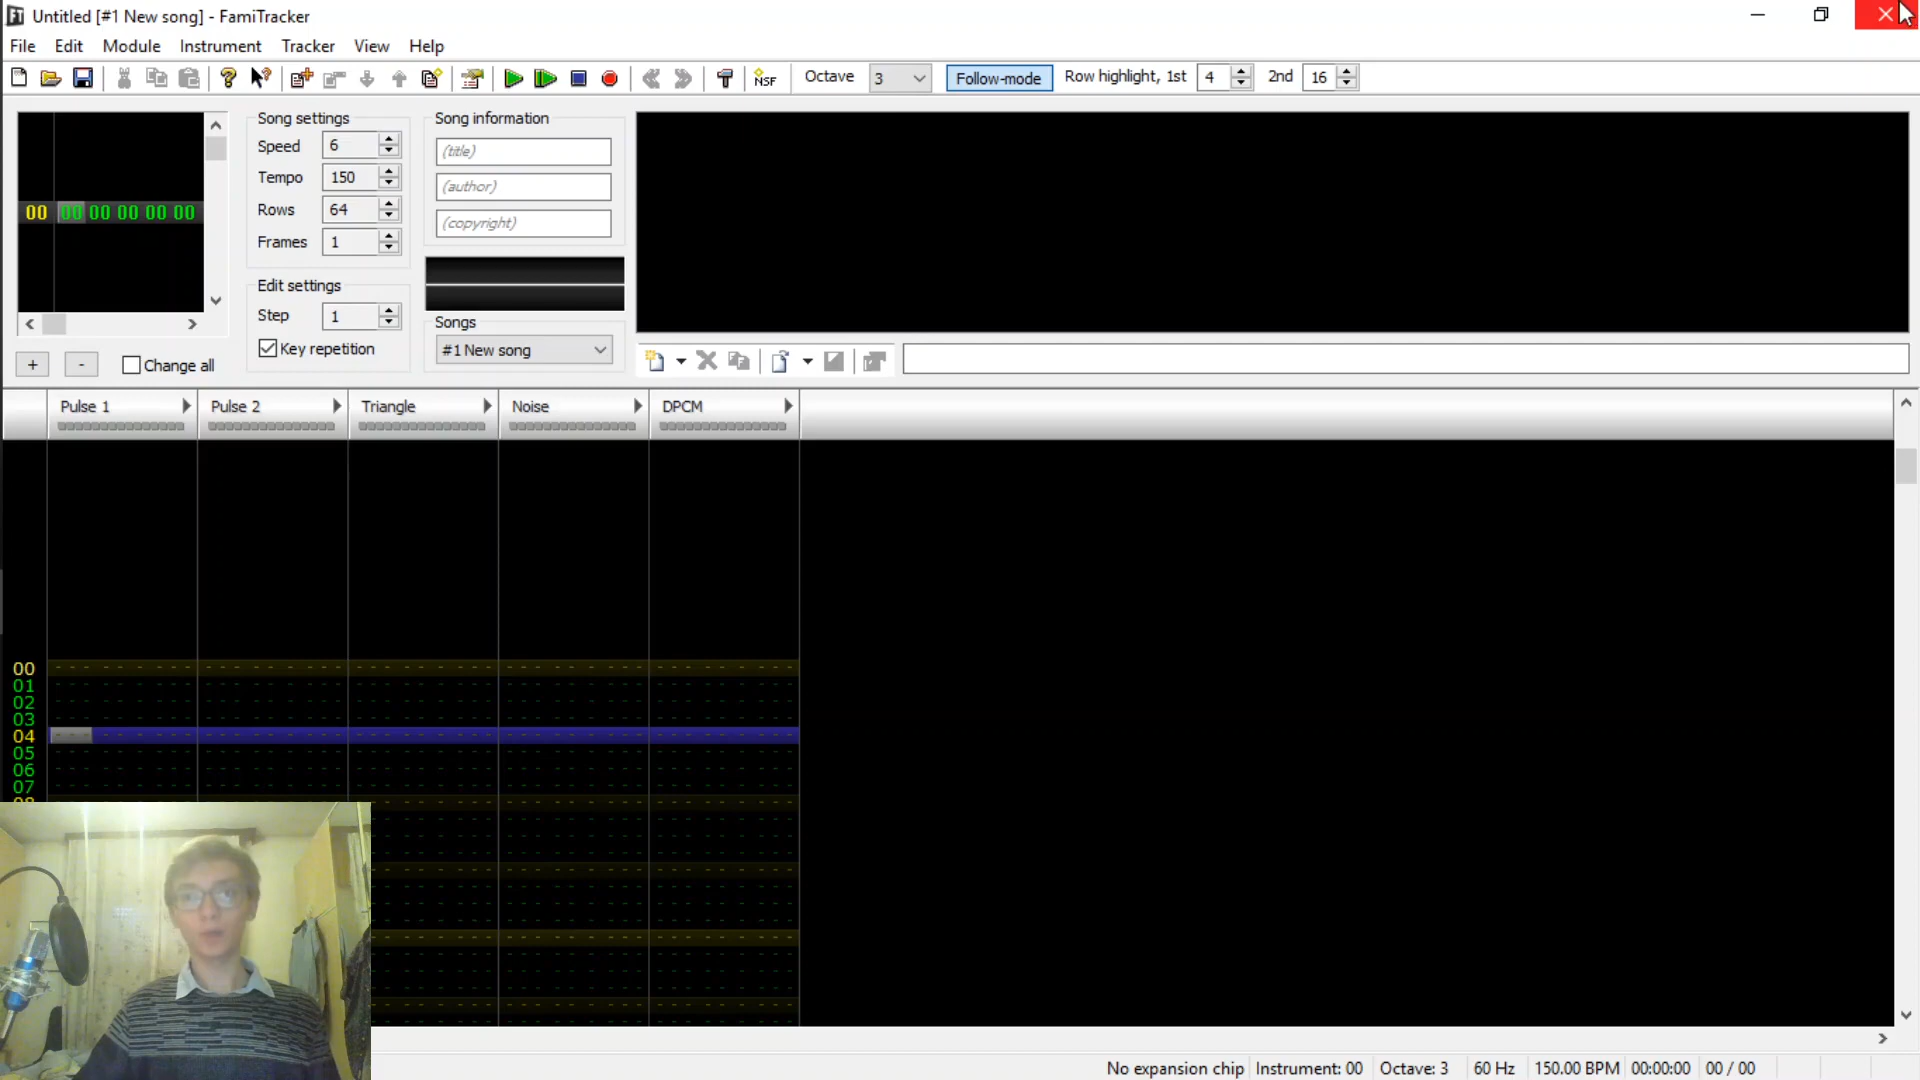 Untitled [#1 New song] - FamiTracker
File Edit Module Instrument Tracker View Help
NSF Octave 3 Follow-mode Row highlight, 1st 4 2nd 16
Song settings
Speed 6
Tempo 150
Rows 64
Frames 1
Song information
(title)
(author)
(copyright)
00 00 00 00 00 00
Edit settings
Step 1
Key repetition
Songs
#1 New song
+ - Change all
Pulse 1 Pulse 2 Triangle Noise DPCM
00
01
02
03
04
05
06
07
No expansion chip Instrument: 00 Octave: 3 60 Hz 150.00 BPM 00:00:00 00 / 00